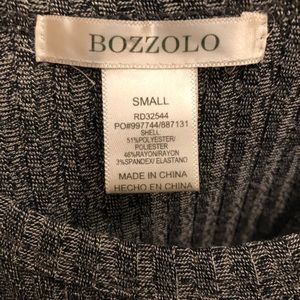 BOZZOLO
SMALL
RD32544
PO#997744/887131
SHELL
51%POLYESTER/
POLIESTER
46%RAYON/RAYON
3%SPANDEX/ ELASTANO
MADE IN CHINA
HECHO EN CHINA